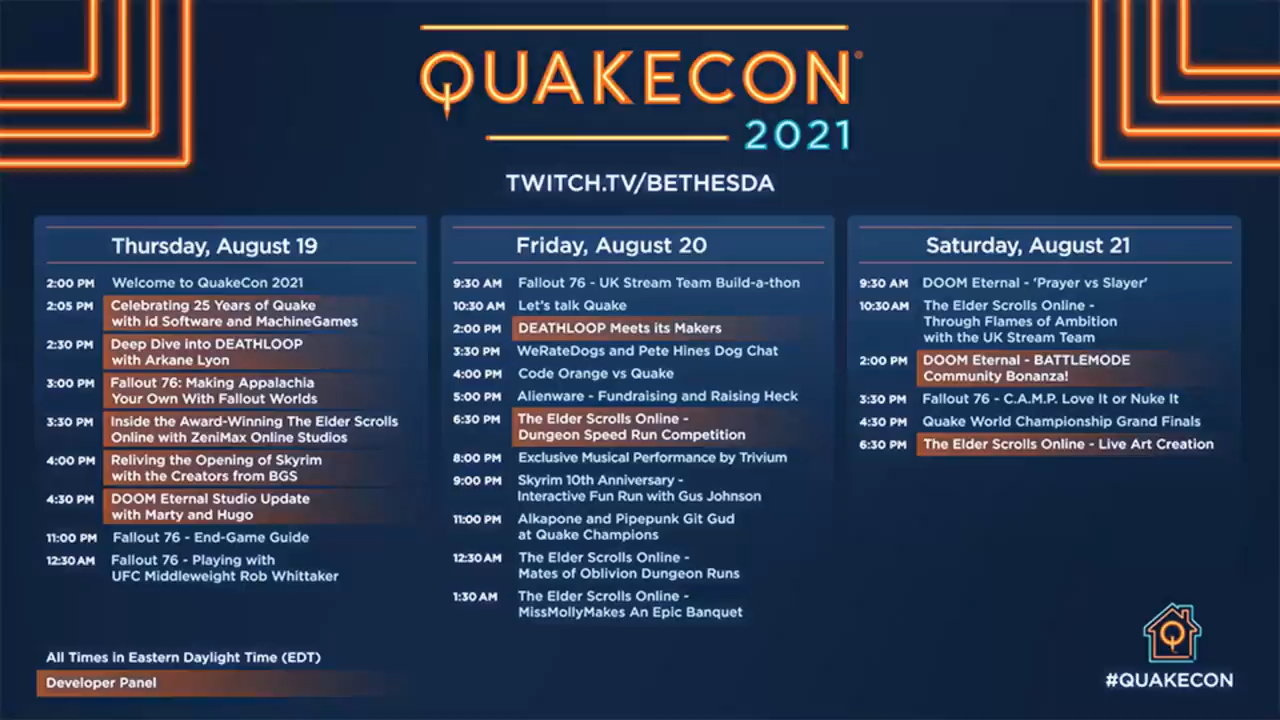 QUAKECON®
2021
TWITCH.TV/BETHESDA
Thursday, August 19
2:00 PM Welcome to QuakeCon 2021
2:05 PM Celebrating 25 Years of Quake
with id Software and MachineGames
2:30 PM Deep Dive into DEATHLOOP
with Arkane Lyon
3:00 PM Fallout 76: Making Appalachia
Your Own With Fallout Worlds
3:30 PM Inside the Award-Winning The Elder Scrolls
Online with ZeniMax Online Studios
4:00 PM Reliving the Opening of Skyrim
with the Creators from BGS
4:30 PM DOOM Eternal Studio Update
with Marty and Hugo
11:00 PM Fallout 76 - End-Game Guide
12:30 AM Fallout 76 - Playing with
UFC Middleweight Rob Whittaker
Friday, August 20
9:30 AM Fallout 76 - UK Stream Team Build-a-thon
10:30 AM Let's talk Quake
2:00 PM DEATHLOOP Meets its Makers
3:30 PM WeRateDogs and Pete Hines Dog Chat
4:00 PM Code Orange vs Quake
5:00 PM Alienware - Fundraising and Raising Heck
6:30 PM The Elder Scrolls Online -
Dungeon Speed Run Competition
8:00 PM Exclusive Musical Performance by Trivium
9:00 PM Skyrim 10th Anniversary -
Interactive Fun Run with Gus Johnson
11:00 PM Alkapone and Pipepunk Git Gud
at Quake Champions
12:30 AM The Elder Scrolls Online -
Mates of Oblivion Dungeon Runs
1:30 AM The Elder Scrolls Online -
MissMollyMakes An Epic Banquet
Saturday, August 21
9:30 AM DOOM Eternal - 'Prayer vs Slayer'
10:30 AM The Elder Scrolls Online -
Through Flames of Ambition
with the UK Stream Team
2:00 PM DOOM Eternal - BATTLEMODE
Community Bonanza!
3:30 PM Fallout 76 - C.A.M.P. Love It or Nuke It
4:30 PM Quake World Championship Grand Finals
6:30 PM The Elder Scrolls Online - Live Art Creation
All Times in Eastern Daylight Time (EDT)
Developer Panel
#QUAKECON